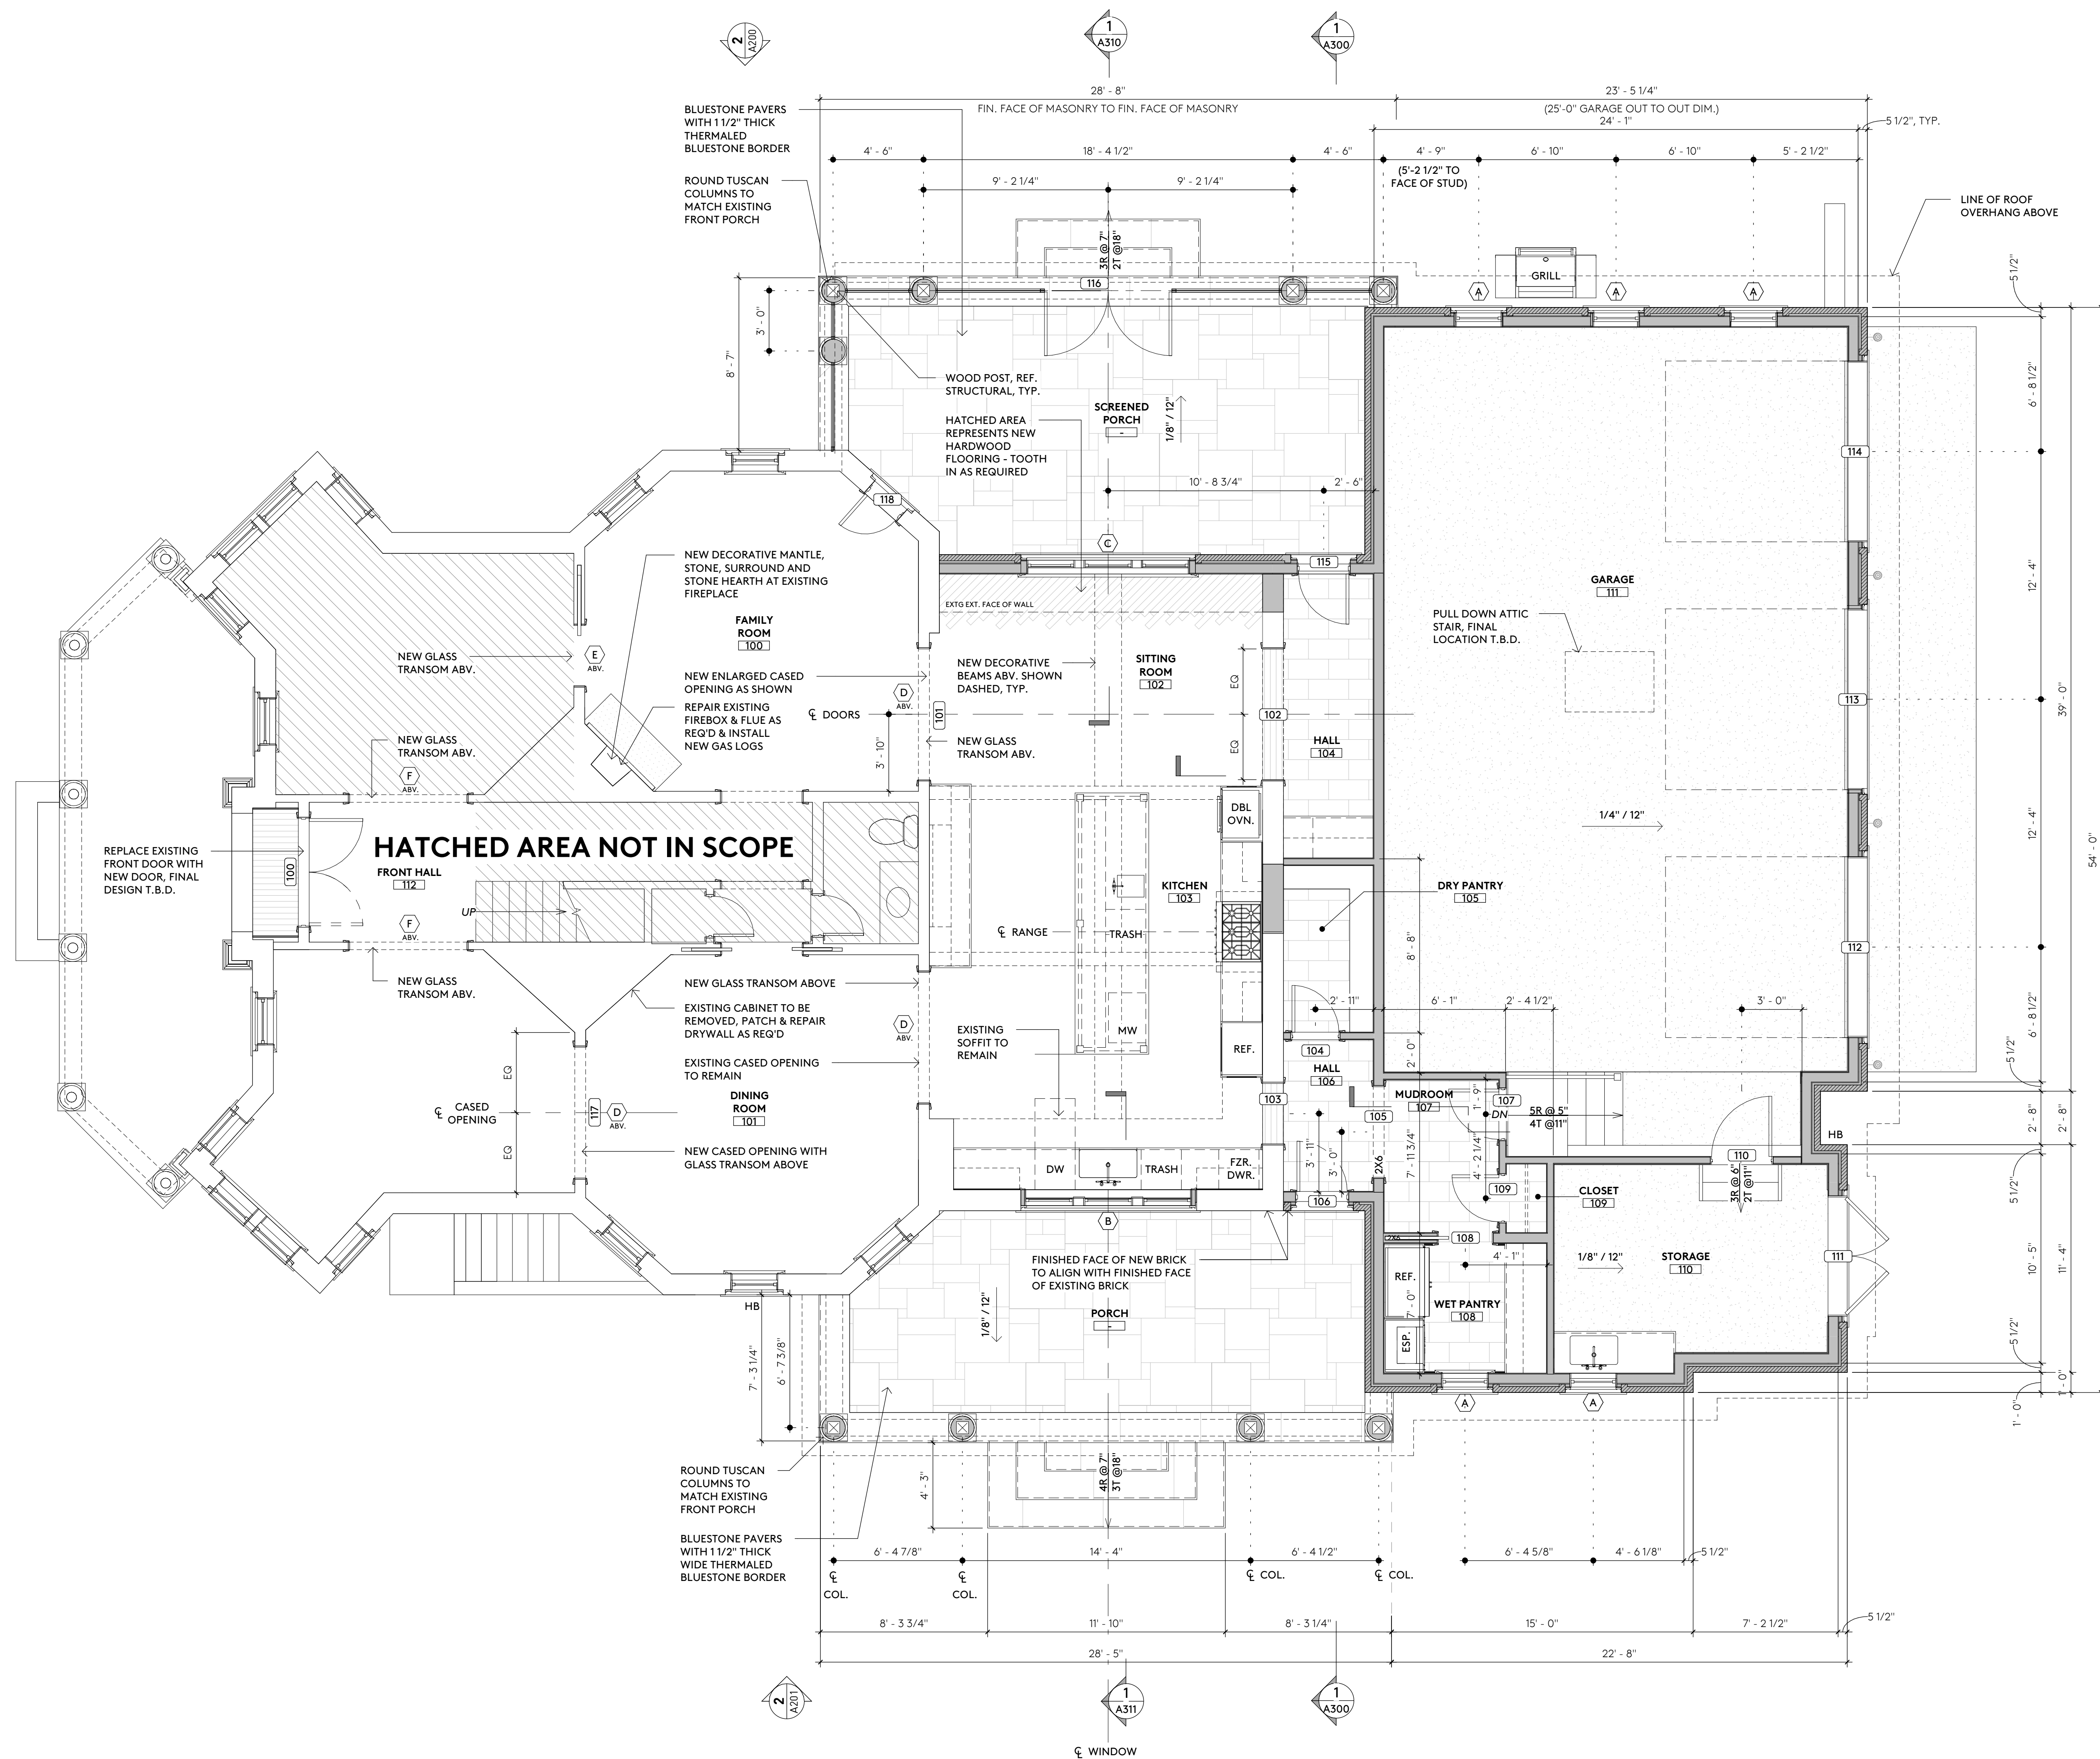 2
A200
1
A310
1
A300
28' - 8"
FIN. FACE OF MASONRY TO FIN. FACE OF MASONRY
23' - 5 1/4"
(25'-0" GARAGE OUT TO OUT DIM.)
24' - 1"
5 1/2", TYP.
BLUESTONE PAVERS
WITH 1 1/2" THICK
THERMALED
BLUESTONE BORDER
4' - 6"
18' - 4 1/2"
4' - 6"
4' - 9"
6' - 10"
6' - 10"
5' - 2 1/2"
(5'-2 1/2" TO
FACE OF STUD)
9' - 2 1/4"
9' - 2 1/4"
ROUND TUSCAN
COLUMNS TO
MATCH EXISTING
FRONT PORCH
LINE OF ROOF
OVERHANG ABOVE
3R @ 7"
2T @18"
116
GRILL
A
A
A
5 1/2"
3' - 0"
8' - 7"
WOOD POST, REF.
STRUCTURAL, TYP.
SCREENED
PORCH
-
1/8" / 12"
HATCHED AREA
REPRESENTS NEW
HARDWOOD
FLOORING - TOOTH
IN AS REQUIRED
6' - 8 1/2"
114
10' - 8 3/4"
2' - 6"
118
C
115
NEW DECORATIVE MANTLE,
STONE, SURROUND AND
STONE HEARTH AT EXISTING
FIREPLACE
12' - 4"
GARAGE
111
EXTG EXT. FACE OF WALL
PULL DOWN ATTIC
STAIR, FINAL
LOCATION T.B.D.
FAMILY
ROOM
100
NEW GLASS
TRANSOM ABV.
E
ABV.
NEW DECORATIVE
BEAMS ABV. SHOWN
DASHED, TYP.
SITTING
ROOM
102
EQ
NEW ENLARGED CASED
OPENING AS SHOWN
D
ABV.
REPAIR EXISTING
FIREBOX & FLUE AS
REQ'D & INSTALL
NEW GAS LOGS
℄ DOORS
101
102
113
39' - 0"
3' - 10"
NEW GLASS
TRANSOM ABV.
EQ
HALL
104
NEW GLASS
TRANSOM ABV.
F
ABV.
DBL
OVN.
1/4" / 12"
12' - 4"
54' - 0"
REPLACE EXISTING
FRONT DOOR WITH
NEW DOOR, FINAL
DESIGN T.B.D.
100
HATCHED AREA NOT IN SCOPE
FRONT HALL
112
KITCHEN
103
DRY PANTRY
105
UP
F
ABV.
℄ RANGE
TRASH
8' - 8"
112
NEW GLASS
TRANSOM ABV.
NEW GLASS TRANSOM ABOVE
EXISTING CABINET TO BE
REMOVED, PATCH & REPAIR
DRYWALL AS REQ'D
D
ABV.
EXISTING
SOFFIT TO
REMAIN
MW
REF.
2' - 11"
6' - 1"
2' - 4 1/2"
3' - 0"
6' - 8 1/2"
104
2' - 0"
5 1/2"
EXISTING CASED OPENING
TO REMAIN
EQ
HALL
106
DINING
ROOM
101
℄ CASED
OPENING
117
D
ABV.
103
105
MUDROOM
107
1' - 9"
107
DN
5R @ 5"
4T @11"
HB
2' - 8"
2' - 8"
EQ
NEW CASED OPENING WITH
GLASS TRANSOM ABOVE
DW
TRASH
FZR.
DWR.
3' - 11"
3' - 0"
2X6
7' - 11 3/4"
4' - 2 1/4"
110
3R @ 6"
2T @11"
5 1/2"
106
109
CLOSET
109
B
2X6
108
4' - 1"
FINISHED FACE OF NEW BRICK
TO ALIGN WITH FINISHED FACE
OF EXISTING BRICK
1/8" / 12"
STORAGE
110
111
10' - 5"
11' - 4"
REF.
7' - 0"
WET PANTRY
108
HB
PORCH
-
1/8" / 12"
ESP.
7' - 3 1/4"
6' - 7 3/8"
5 1/2"
1' - 0"
1' - 0"
A
A
ROUND TUSCAN
COLUMNS TO
MATCH EXISTING
FRONT PORCH
4' - 3"
4R @ 7"
3T @18"
BLUESTONE PAVERS
WITH 1 1/2" THICK
WIDE THERMALED
BLUESTONE BORDER
6' - 4 7/8"
14' - 4"
6' - 4 1/2"
6' - 4 5/8"
4' - 6 1/8"
5 1/2"
℄
COL.
℄
COL.
℄ COL.
℄ COL.
8' - 3 3/4"
11' - 10"
8' - 3 1/4"
15' - 0"
7' - 2 1/2"
5 1/2"
28' - 5"
22' - 8"
2
A201
1
A311
1
A300
℄ WINDOW